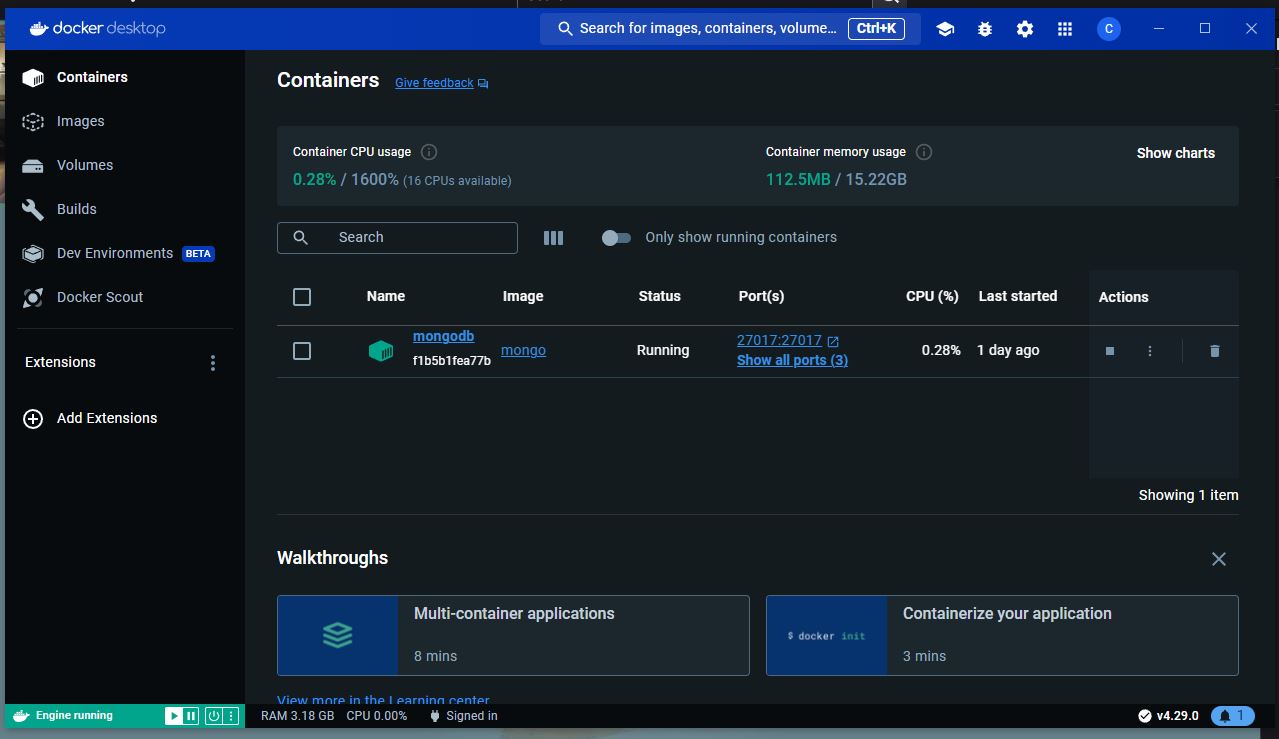 docker desktop
Search for images, containers, volume... Ctrl+K
C
Containers
Images
Volumes
Builds
Dev Environments BETA
Docker Scout
Extensions
Add Extensions
Containers Give feedback
Container CPU usage
0.28% / 1600% (16 CPUs available)
Container memory usage
112.5MB / 15.22GB
Show charts
Search
Only show running containers
Name Image Status Port(s) CPU (%) Last started Actions
mongodb
f1b5b1fea77b
mongo
Running
27017:27017
Show all ports (3)
0.28%
1 day ago
Showing 1 item
Walkthroughs
Multi-container applications
8 mins
$ docker init
Containerize your application
3 mins
View more in the Learning center
Engine running
RAM 3.18 GB CPU 0.00% Signed in
v4.29.0
1